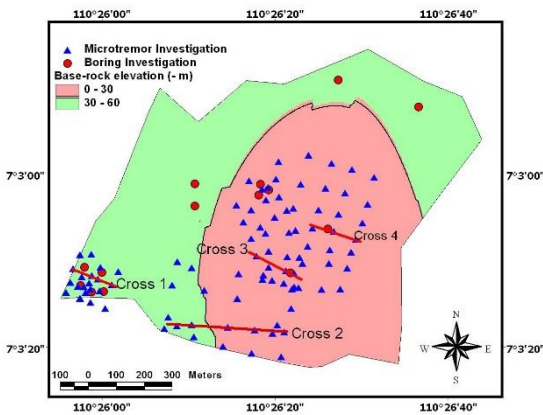 110°26'00" 110°26'20" 110°26'40"
Microtremor Investigation
Boring Investigation
Base-rock elevation (- m)
0 - 30
30 - 60
7°3'00" 7°3'00"
Cross 4
Cross 3
Cross 1
Cross 2
N
W E
S
7°3'20" 7°3'20"
100 0 100 200 300 Meters
110°26'00" 110°26'20" 110°26'40"